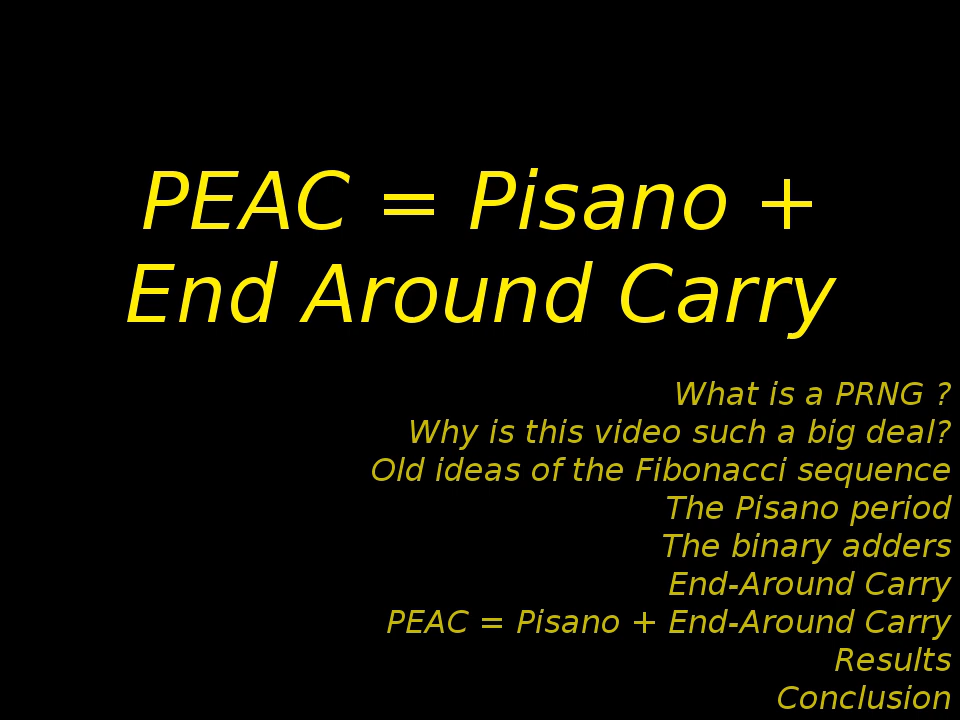 PEAC = Pisano +
End Around Carry
What is a PRNG ?
Why is this video such a big deal?
Old ideas of the Fibonacci sequence
The Pisano period
The binary adders
End-Around Carry
PEAC = Pisano + End-Around Carry
Results
Conclusion